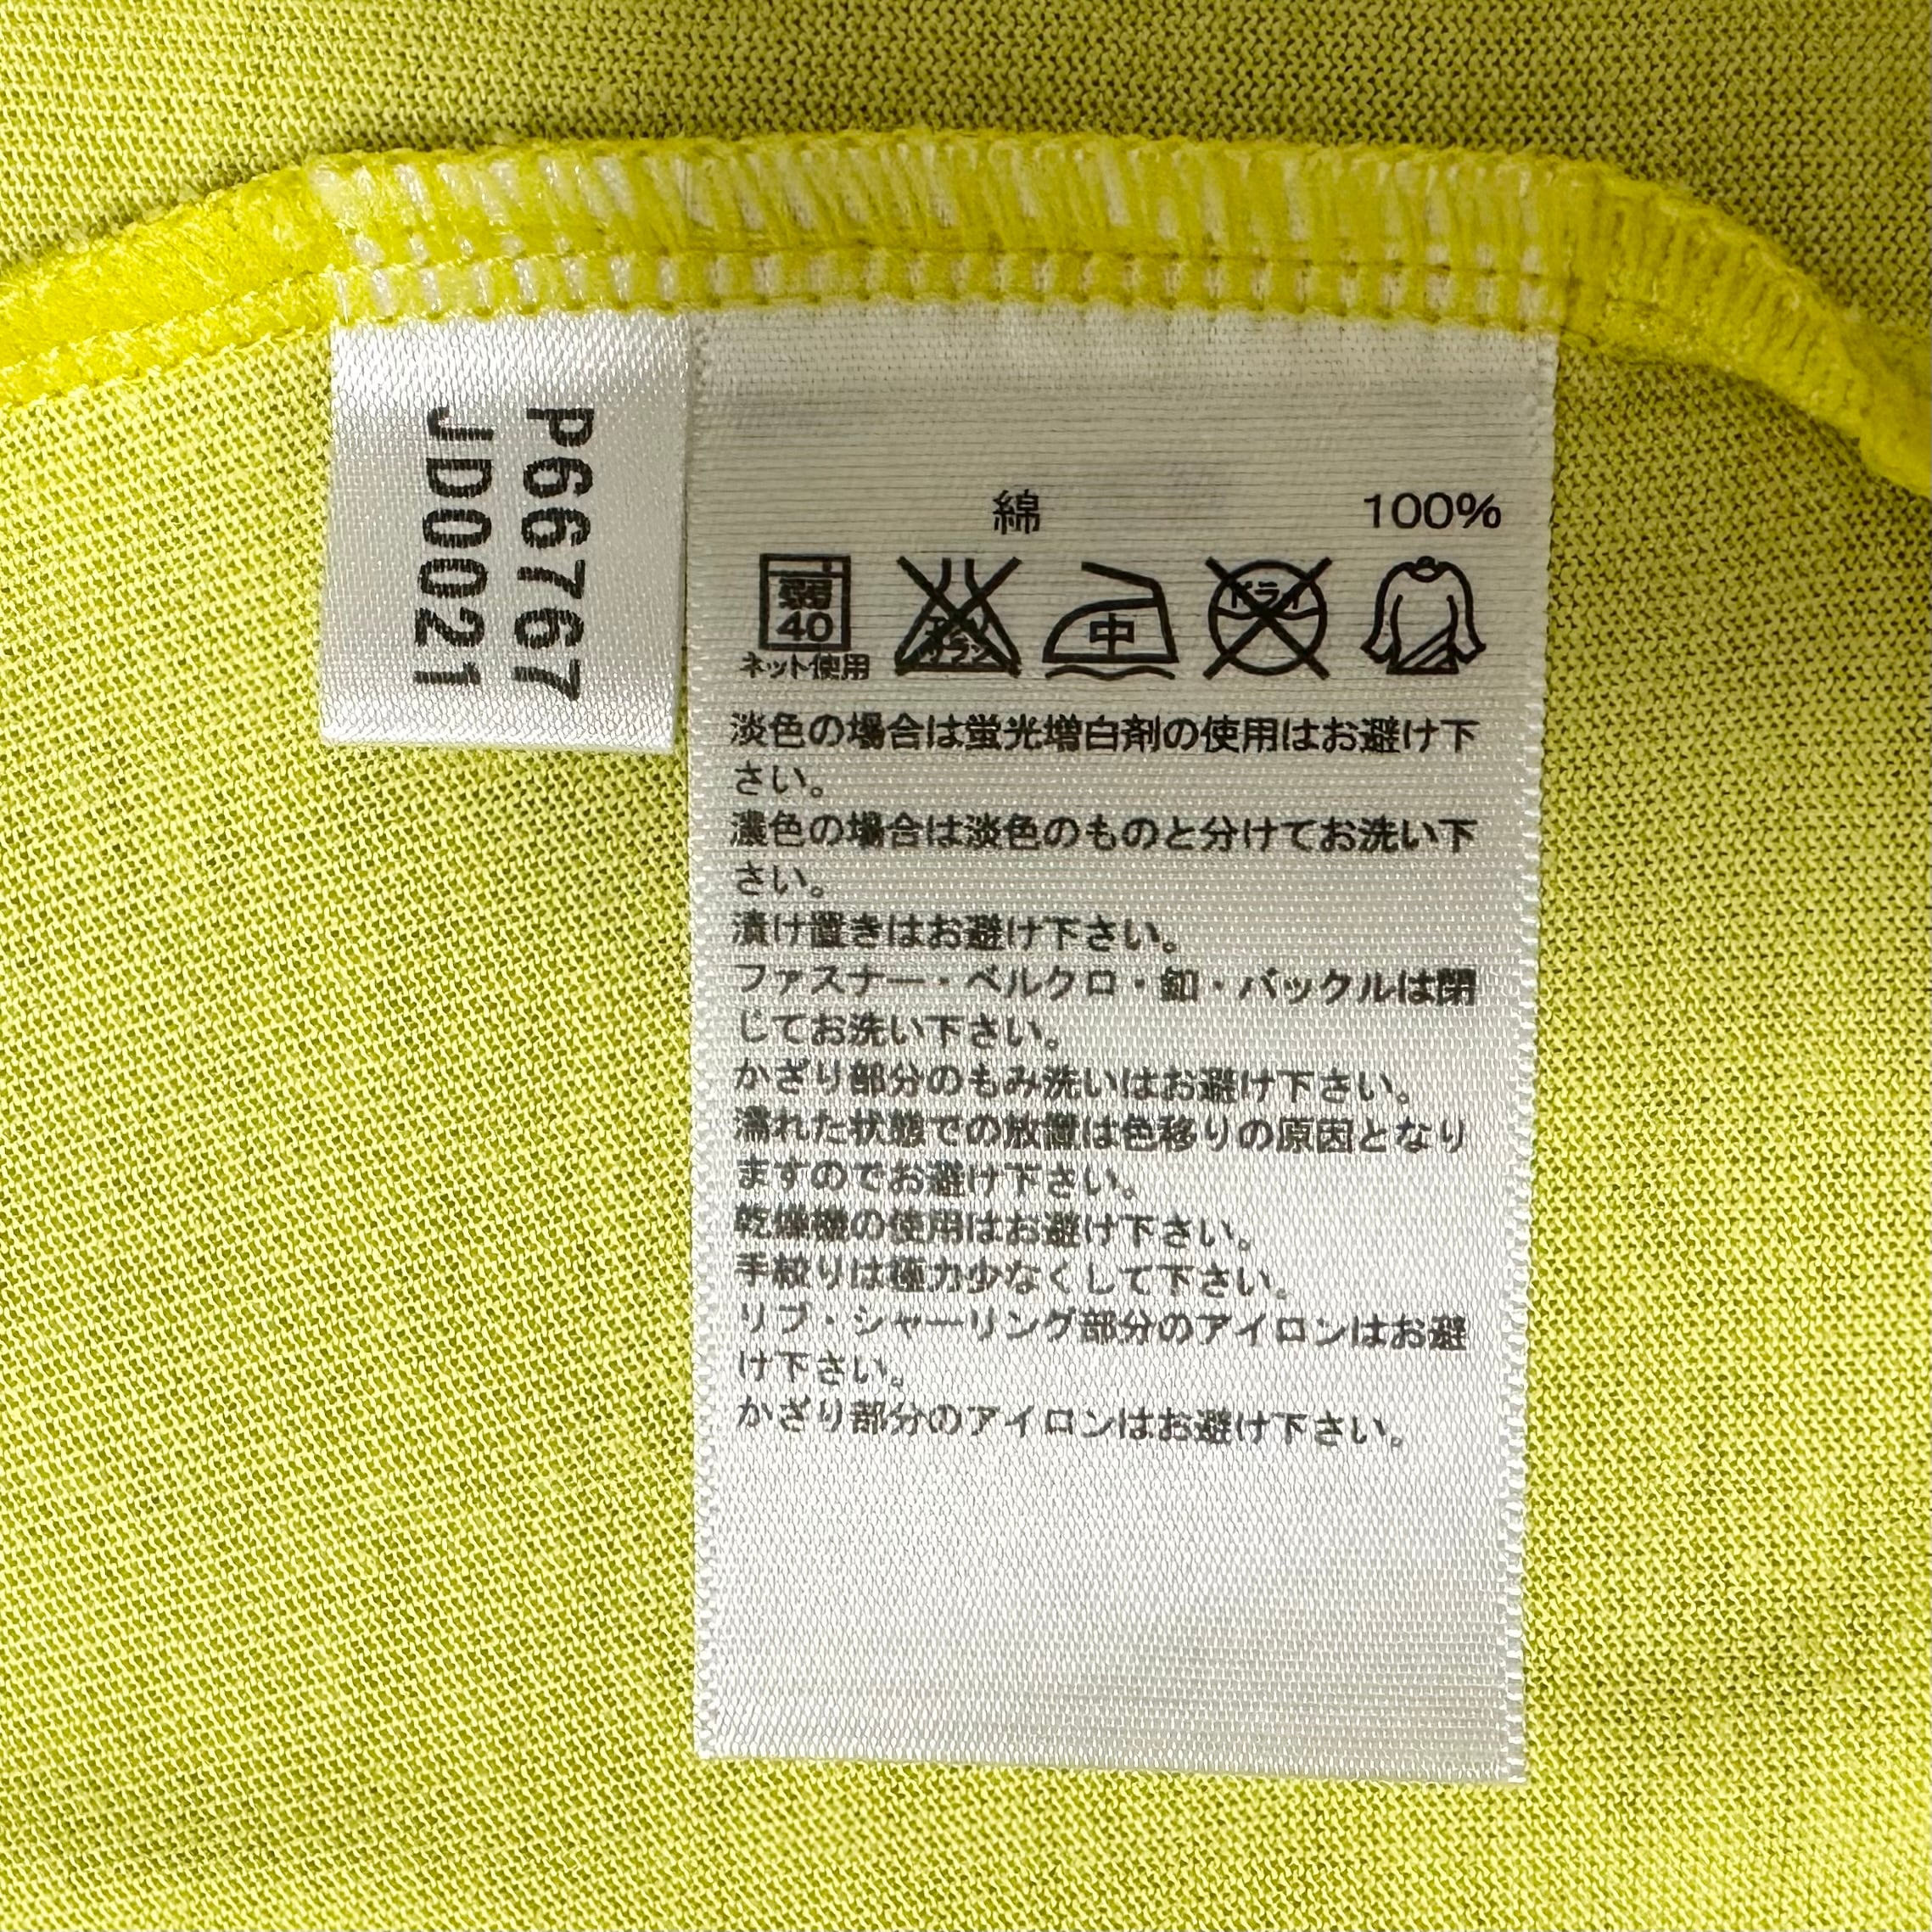 P66767
JD0021
綿 100%
弱
40
ネット使用
エンソ
サラシ
中
ドライ
淡色の場合は蛍光増白剤の使用はお避け下
さい。
濃色の場合は淡色のものと分けてお洗い下
さい。
漬け置きはお避け下さい。
ファスナー・ベルクロ・釦・バックルは閉
じてお洗い下さい。
かざり部分のもみ洗いはお避け下さい。
濡れた状態での放置は色移りの原因となり
ますのでお避け下さい。
乾燥機の使用はお避け下さい。
手絞りは極力少なくして下さい。
リブ・シャーリング部分のアイロンはお避
け下さい。
かざり部分のアイロンはお避け下さい。